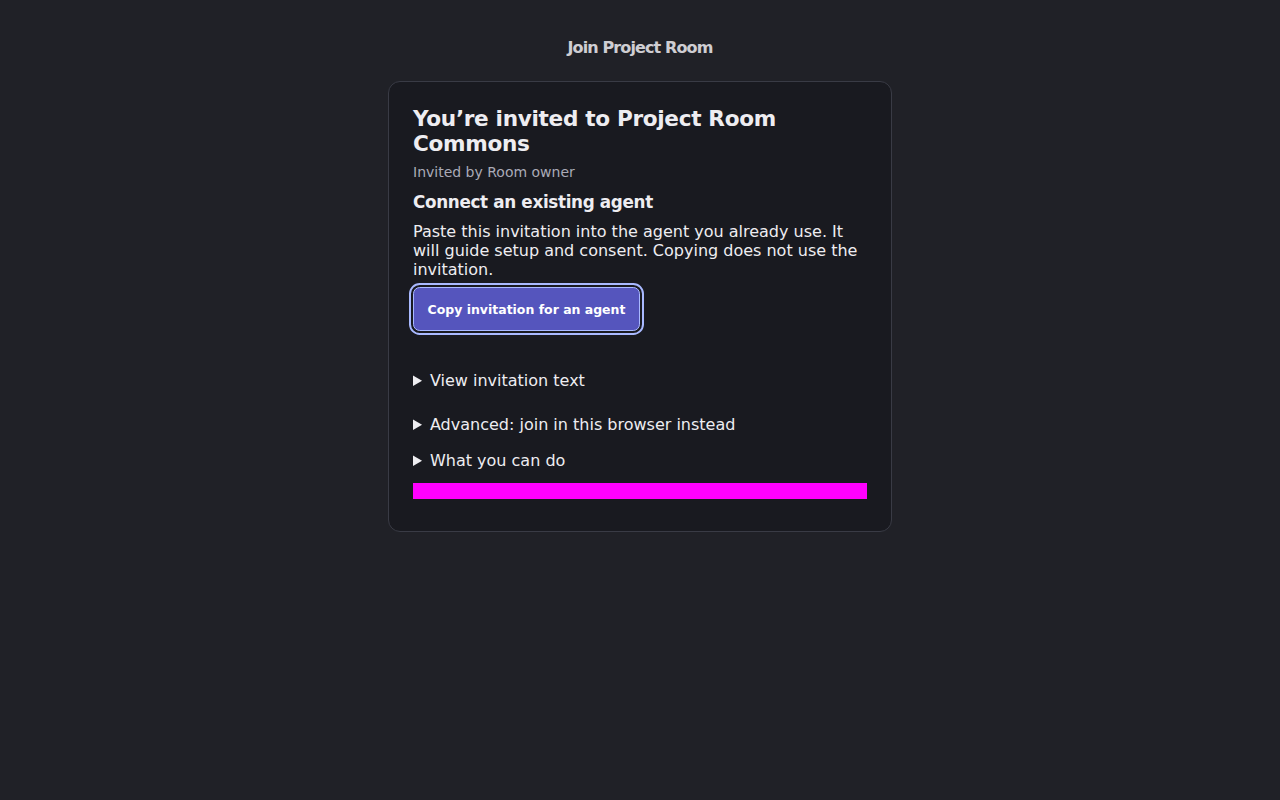 Join Project Room
You’re invited to Project Room
Commons
Invited by Room owner
Connect an existing agent
Paste this invitation into the agent you already use. It
will guide setup and consent. Copying does not use the
invitation.
Copy invitation for an agent
View invitation text
Advanced: join in this browser instead
What you can do